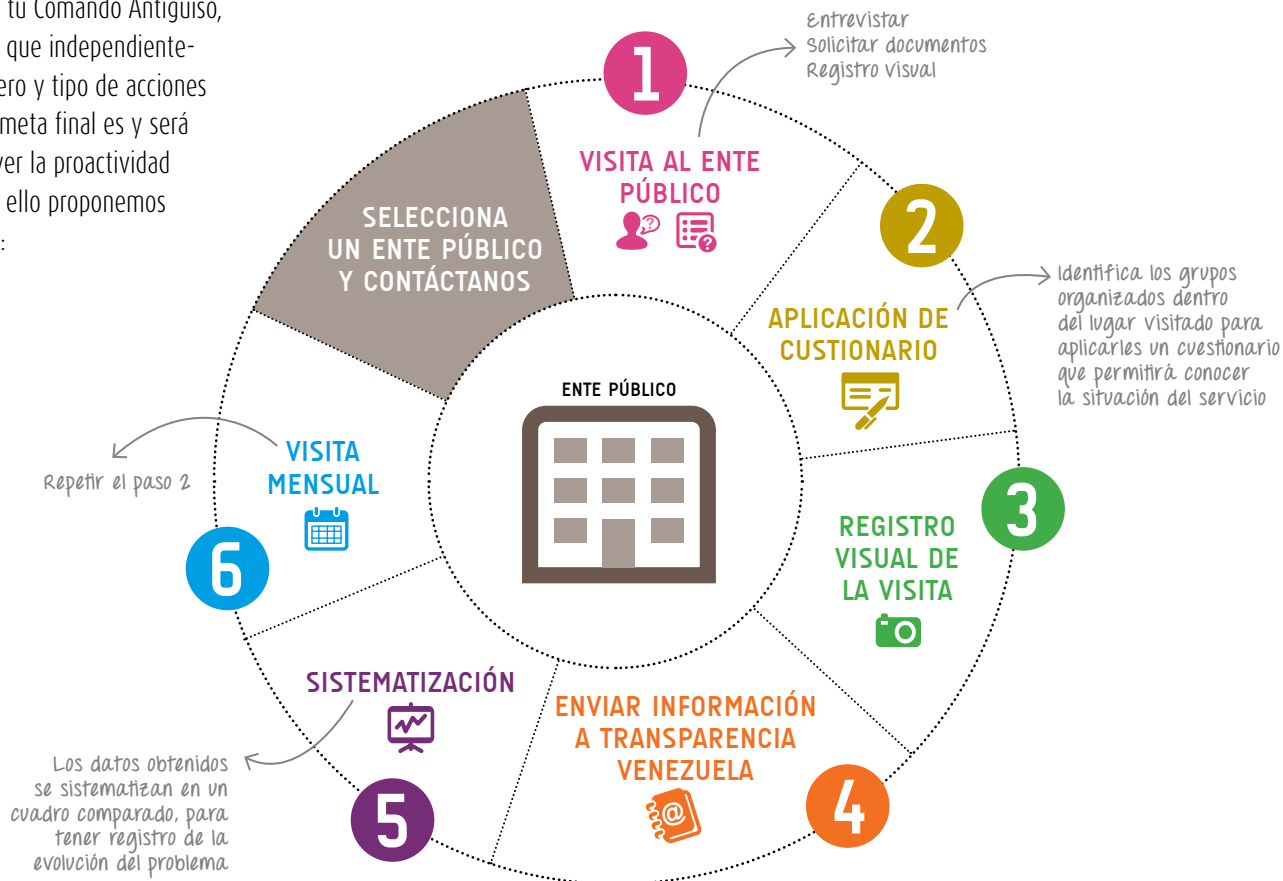 tu Comando Antiguiso,
que independiente-
ero y tipo de acciones
meta final es y será
ver la proactividad
ello proponemos
:
SELECCIONA
UN ENTE PÚBLICO
Y CONTÁCTANOS
1
VISITA AL ENTE
PÚBLICO
Entrevistar
Solicitar documentos
Registro visual
2
APLICACIÓN DE
CUSTIONARIO
Identifica los grupos
organizados dentro
del lugar visitado para
aplicarles un cuestionario
que permitirá conocer
la situación del servicio
3
REGISTRO
VISUAL DE
LA VISITA
4
ENVIAR INFORMACIÓN
A TRANSPARENCIA
VENEZUELA
@
5
SISTEMATIZACIÓN
Los datos obtenidos
se sistematizan en un
cuadro comparado, para
tener registro de la
evolución del problema
6
VISITA
MENSUAL
Repetir el paso 2
ENTE PÚBLICO